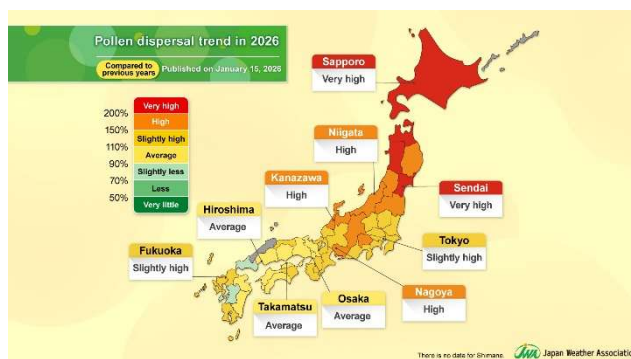 Pollen dispersal trend in 2026
Compared to
previous years
Published on January 15, 2026
Very high
200%
High
150%
Slightly high
110%
Average
90%
Slightly less
70%
Less
50%
Very little
Sapporo
Very high
Niigata
High
Kanazawa
High
Sendai
Very high
Hiroshima
Average
Tokyo
Slightly high
Fukuoka
Slightly high
Takamatsu
Average
Osaka
Average
Nagoya
High
There is no date for Shimane.
JWA Japan Weather Associatio